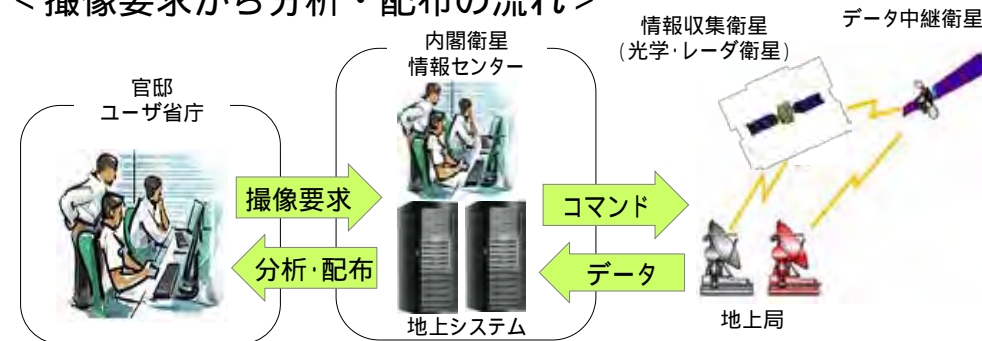 ＜撮像要求から分析・配布の流れ＞
官邸
ユーザ省庁
内閣衛星
情報センター
情報収集衛星
(光学･レーダ衛星)
データ中継衛星
撮像要求
分析･配布
コマンド
データ
地上システム
地上局